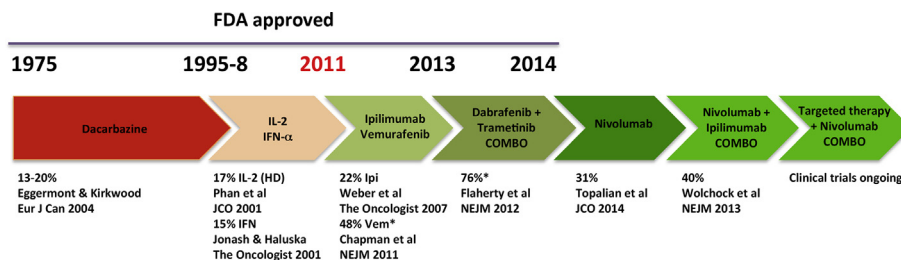 FDA approved
1975 1995-8 2011 2013 2014
Dacarbazine
IL-2
IFN-α
Ipilimumab
Vemurafenib
Dabrafenib +
Trametinib
COMBO
Nivolumab
Nivolumab +
Ipilimumab
COMBO
Targeted therapy
+ Nivolumab
COMBO
13-20%
Eggermont & Kirkwood
Eur J Can 2004
17% IL-2 (HD)
Phan et al
JCO 2001
15% IFN
Jonash & Haluska
The Oncologist 2001
22% Ipi
Weber et al
The Oncologist 2007
48% Vem*
Chapman et al
NEJM 2011
76%*
Flaherty et al
NEJM 2012
31%
Topalian et al
JCO 2014
40%
Wolchock et al
NEJM 2013
Clinical trials ongoing